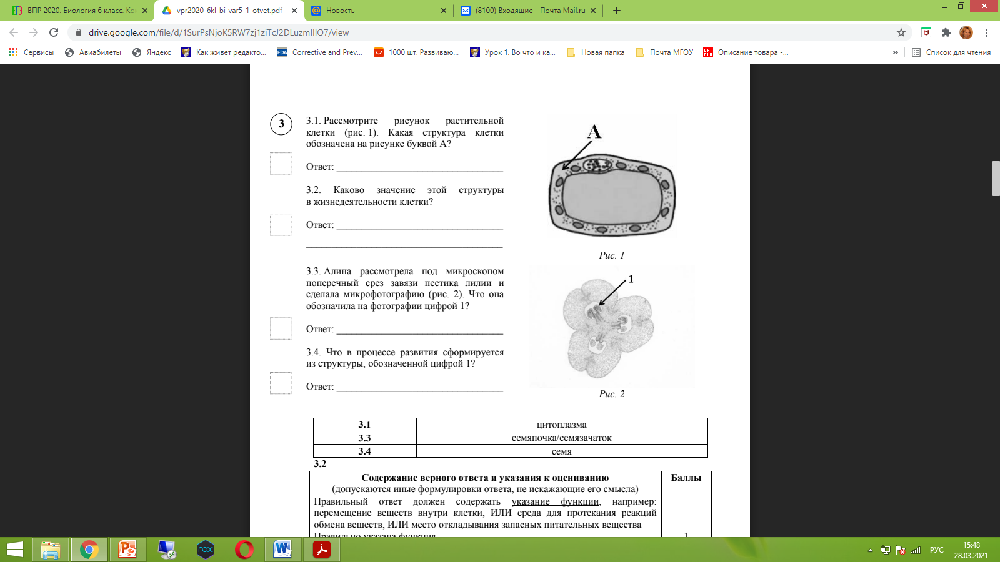 ВПР 2020. Биология 6 класс. Ко
vpr2020-6kl-bi-var5-1-otvet.pdf
Новость
(8100) Входящие - Почта Mail.ru
drive.google.com/file/d/1SurPsNjoK5RW7zj1ziTcJ2DLuzmIIIO7/view
Сервисы Авиабилеты Яндекс Как живет редакто... Corrective and Prev... 1000 шт. Развиваю... Урок 1. Во что и ка... Новая папка Почта МГОУ Описание товара -... » Список для чтения
3
3.1. Рассмотрите рисунок растительной
клетки (рис. 1). Какая структура клетки
обозначена на рисунке буквой А?
Ответ: ____________________
3.2. Каково значение этой структуры
в жизнедеятельности клетки?
Ответ: ____________________
А
Рис. 1
3.3. Алина рассмотрела под микроскопом
поперечный срез завязи пестика лилии и
сделала микрофотографию (рис. 2). Что она
обозначила на фотографии цифрой 1?
Ответ: ____________________
3.4. Что в процессе развития сформируется
из структуры, обозначенной цифрой 1?
Ответ: ____________________
1
Рис. 2
3.1 цитоплазма
3.3 семяпочка/семязачаток
3.4 семя
3.2
Содержание верного ответа и указания к оцениванию Баллы
(допускаются иные формулировки ответа, не искажающие его смысла)
Правильный ответ должен содержать указание функции, например:
перемещение веществ внутри клетки, ИЛИ среда для протекания реакций
обмена веществ, ИЛИ место откладывания запасных питательных вещества
Правильно указана функция 1
РУС
15:48
28.03.2021